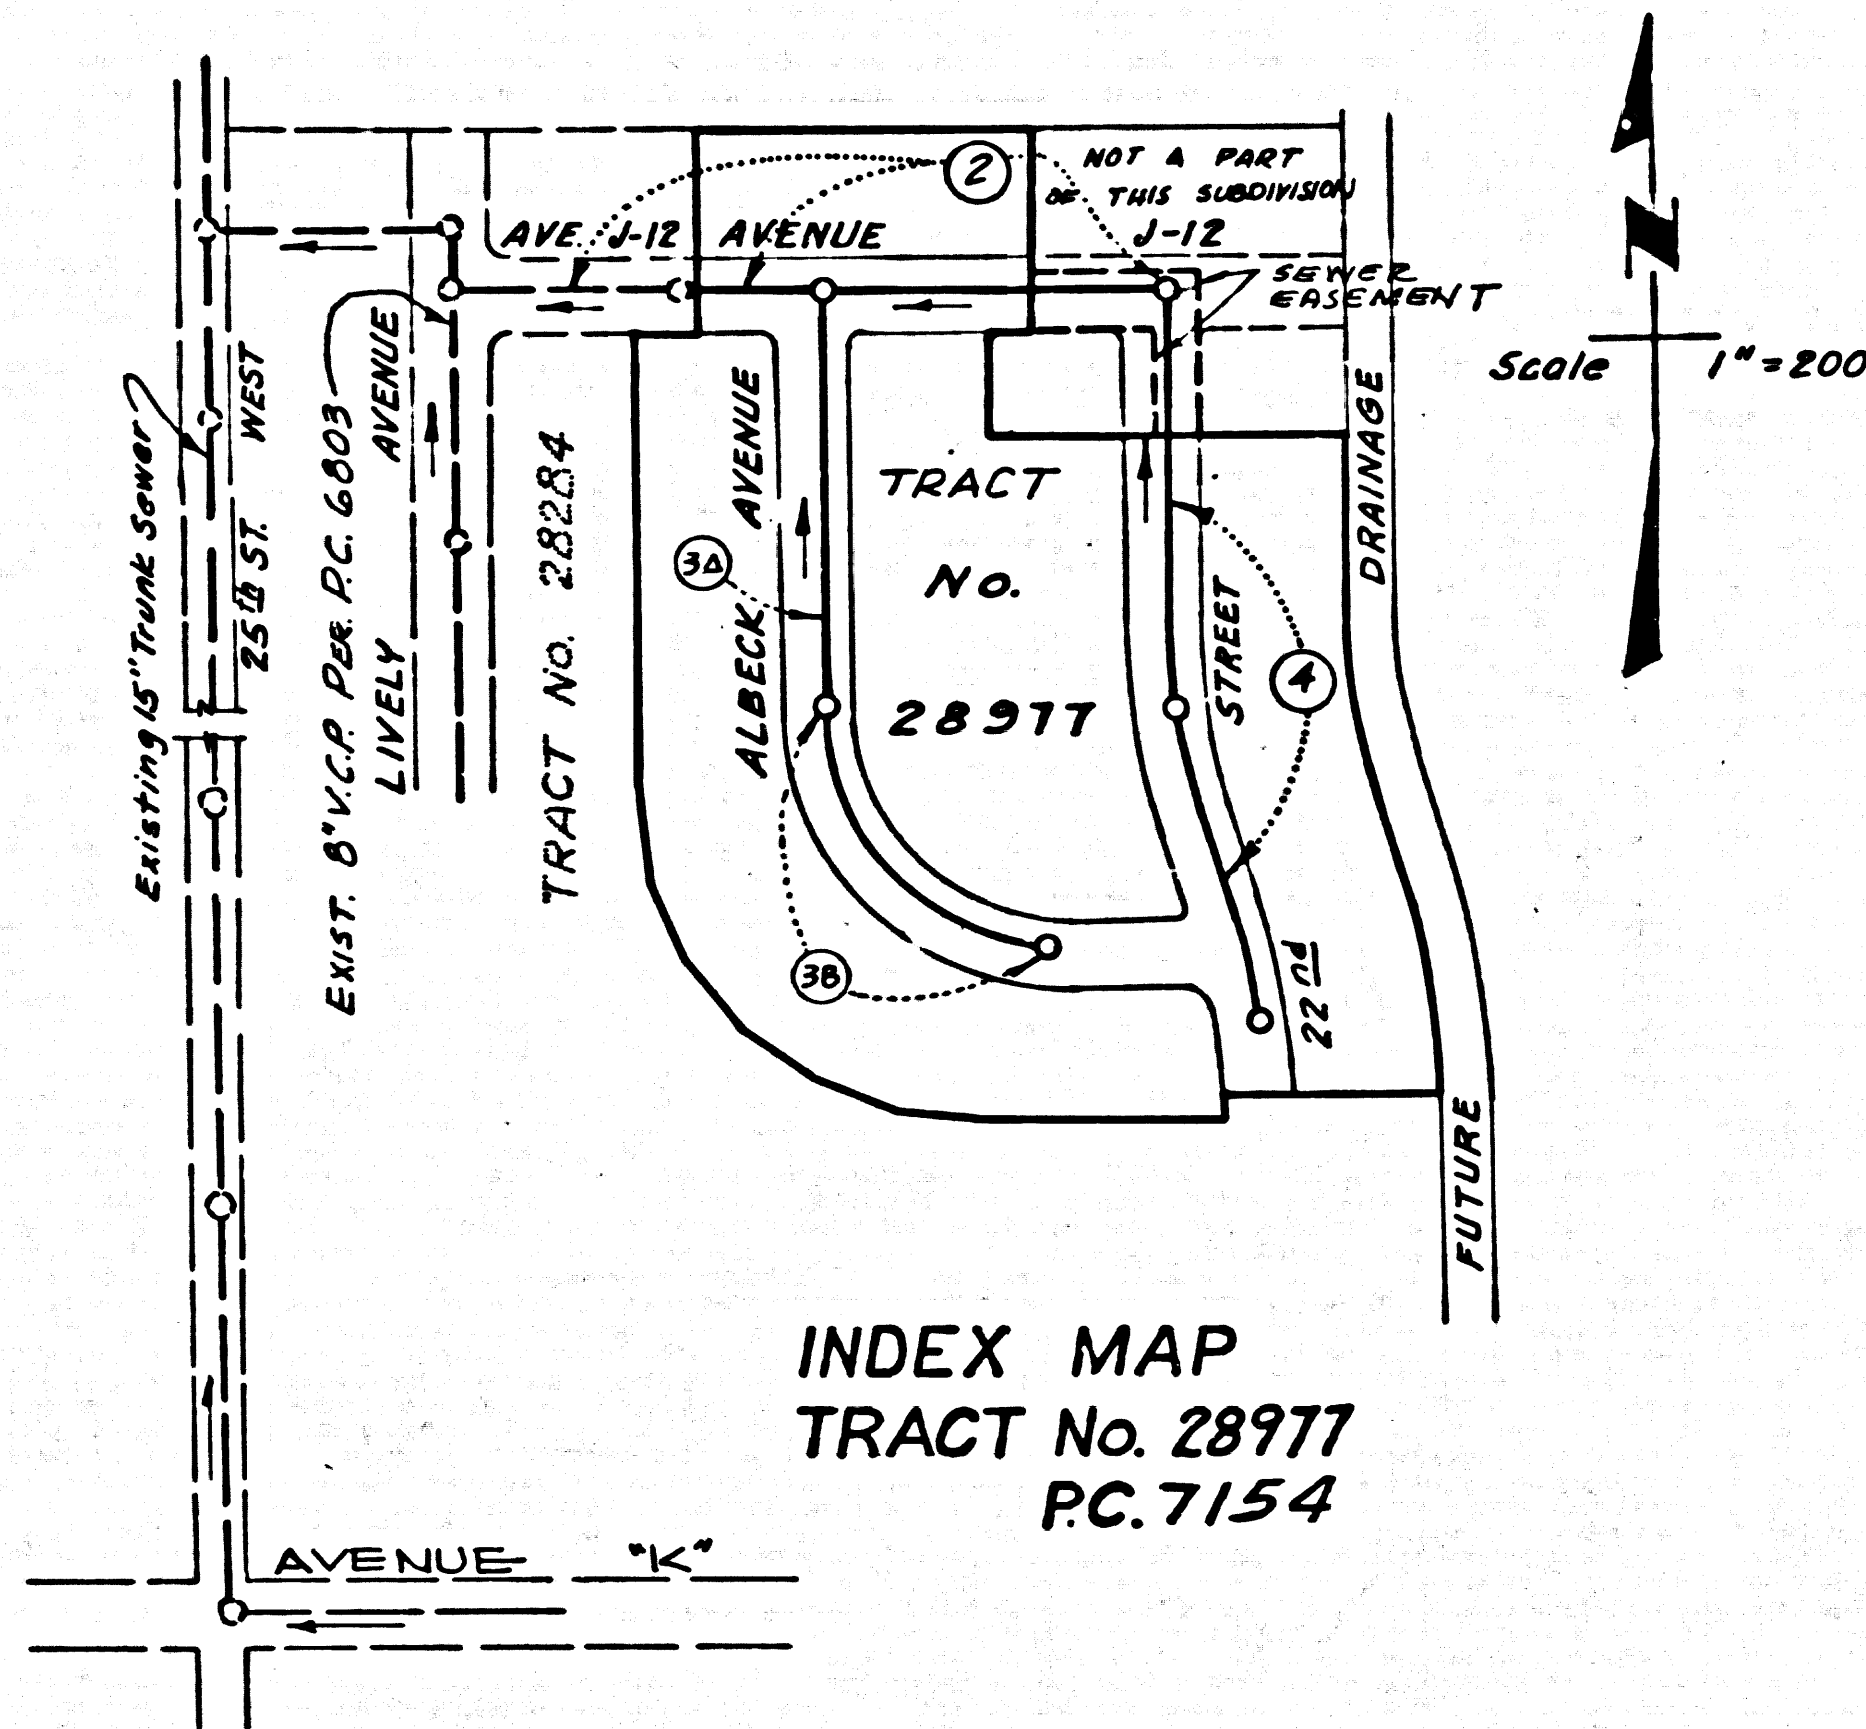 2
NOT A PART
OF THIS SUBDIVISION
AVE. J-12 AVENUE J-12
SEWER
EASEMENT
Scale 1" = 200
Existing 15" Trunk Sewer
WEST
25th ST.
EXIST. 8" V.C.P. PER. P.C. 6803
LIVELY AVENUE
TRACT No. 28284
3A
ALBECK AVENUE
TRACT
No.
28977
4
22nd STREET
3B
FUTURE DRAINAGE
INDEX MAP
TRACT No. 28977
P.C. 7154
AVENUE "K"